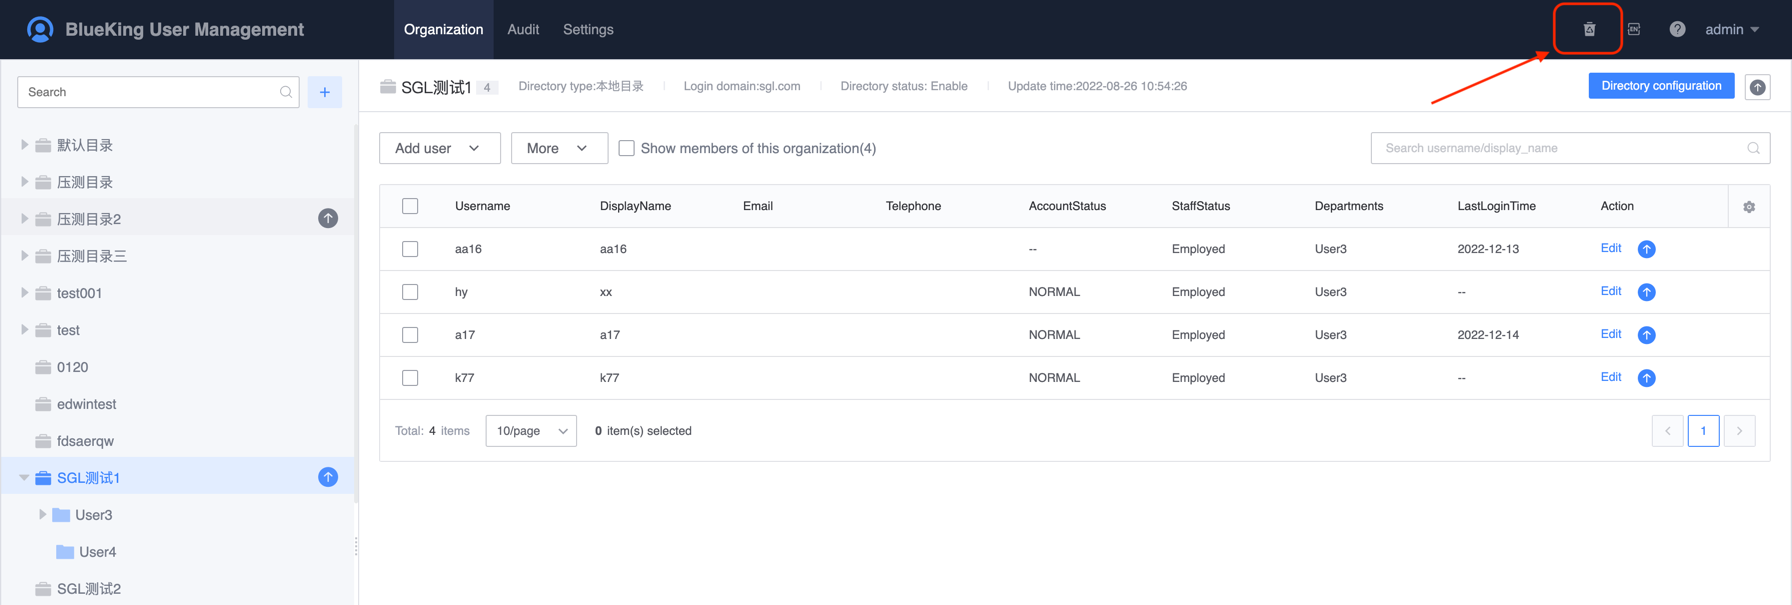 BlueKing User Management Organization Audit Settings EN ? admin
Search +
SGL测试1 4 Directory type:本地目录 Login domain:sgl.com Directory status: Enable Update time:2022-08-26 10:54:26 Directory configuration
默认目录
压测目录
压测目录2
压测目录三
test001
test
0120
edwintest
fdsaerqw
SGL测试1
User3
User4
SGL测试2
Add user More Show members of this organization(4) Search username/display_name
Username DisplayName Email Telephone AccountStatus StaffStatus Departments LastLoginTime Action
aa16 aa16 -- Employed User3 2022-12-13 Edit
hy xx NORMAL Employed User3 -- Edit
a17 a17 NORMAL Employed User3 2022-12-14 Edit
k77 k77 NORMAL Employed User3 -- Edit
Total: 4 items 10/page 0 item(s) selected < 1 >